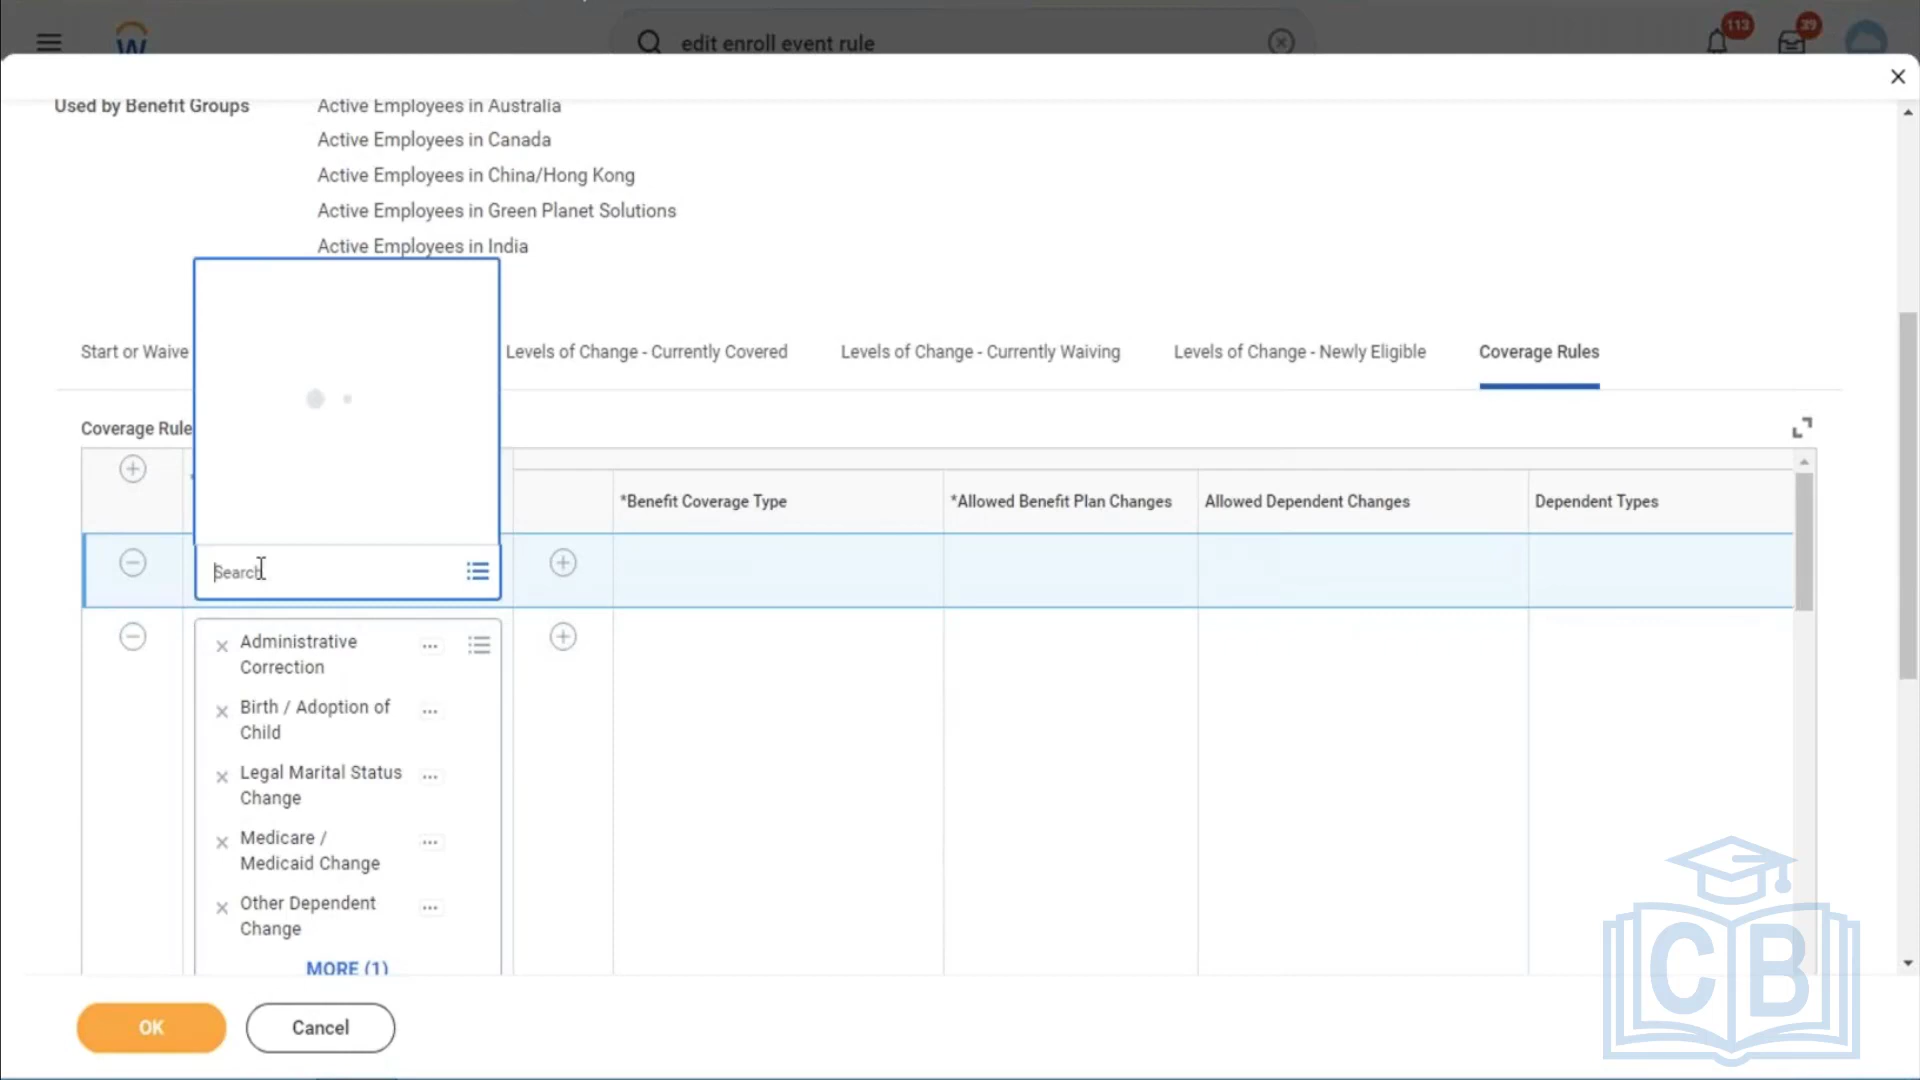 W
edit enroll event rule
113
39
Used by Benefit Groups
Active Employees in Australia
Active Employees in Canada
Active Employees in China/Hong Kong
Active Employees in Green Planet Solutions
Active Employees in India
Start or Waive
Levels of Change - Currently Covered
Levels of Change - Currently Waiving
Levels of Change - Newly Eligible
Coverage Rules
Coverage Rule
*Benefit Coverage Type
*Allowed Benefit Plan Changes
Allowed Dependent Changes
Dependent Types
Search
Administrative
Correction
Birth / Adoption of
Child
Legal Marital Status
Change
Medicare /
Medicaid Change
Other Dependent
Change
MORE (1)
OK
Cancel
CB